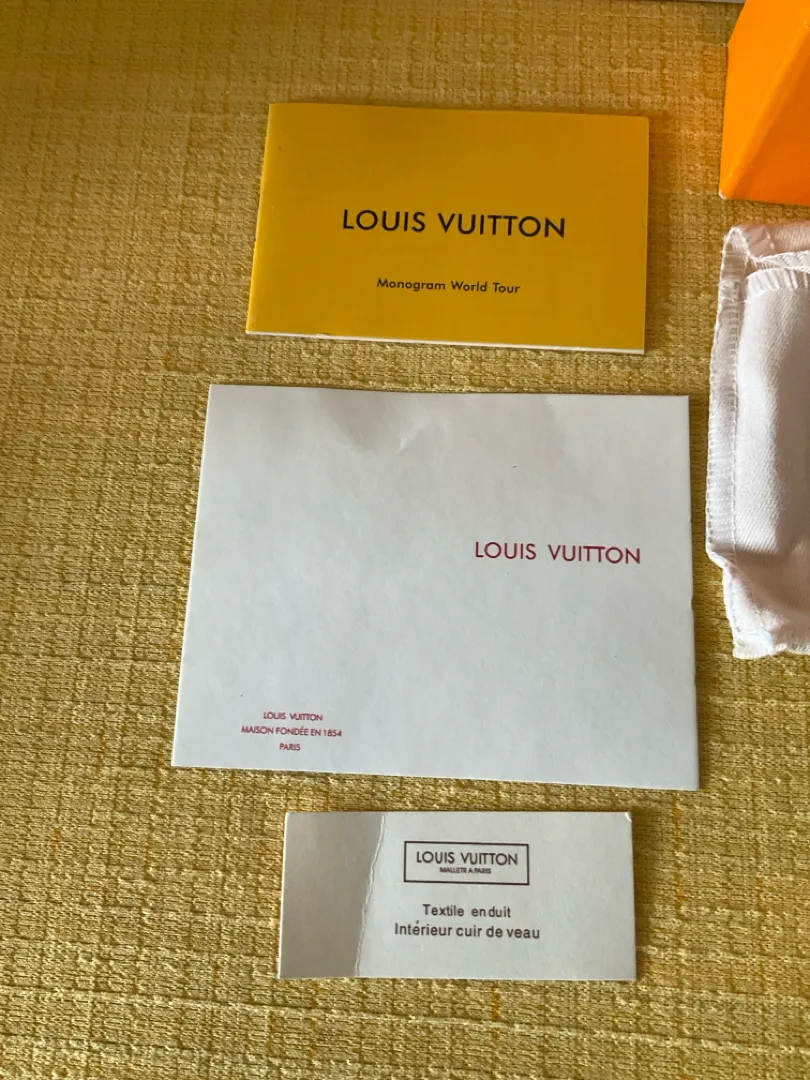 LOUIS VUITTON
Monogram World Tour
LOUIS VUITTON
LOUIS VUITTON
MAISON FONDÉE EN 1854
PARIS
LOUIS VUITTON
MALLETR A PARIS
Textile enduit
Intérieur cuir de veau